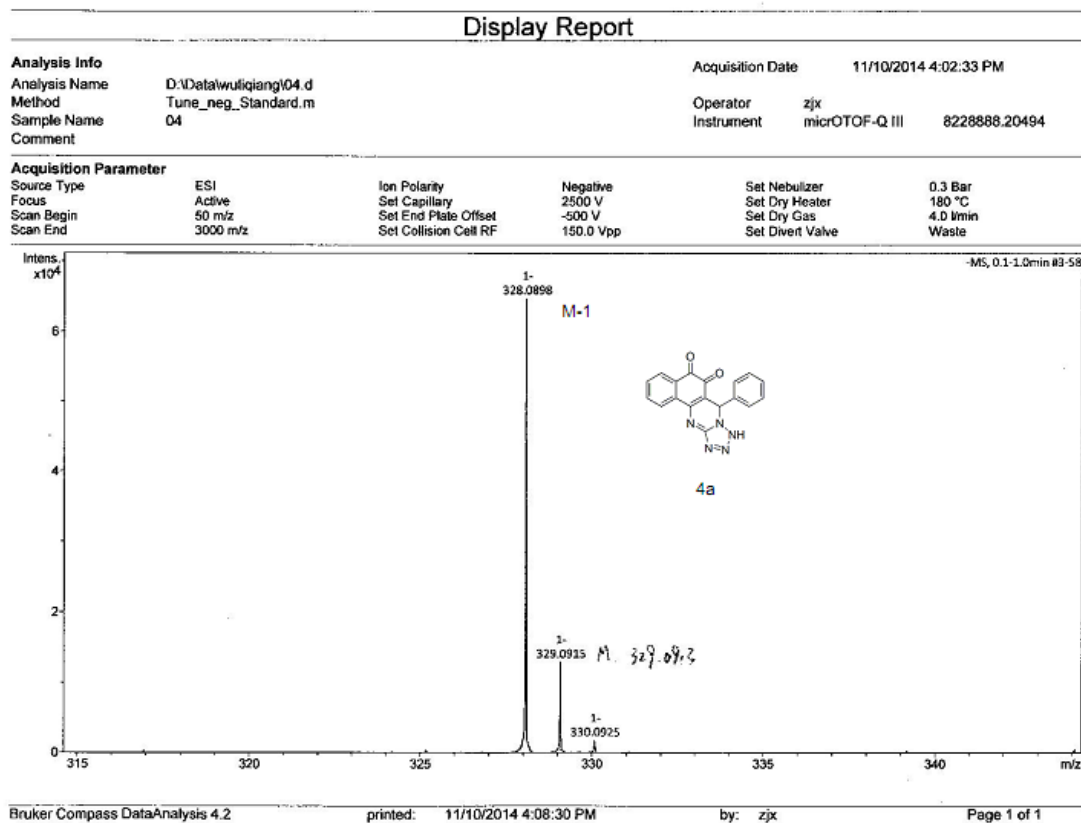 Display Report
Analysis Info
Acquisition Date 11/10/2014 4:02:33 PM
Analysis Name D:\Data\wuliqiang\04.d
Method Tune_neg_Standard.m
Operator zjx
Sample Name 04
Instrument micrOTOF-Q III 8228888.20494
Comment
Acquisition Parameter
Source Type ESI Ion Polarity Negative Set Nebulizer 0.3 Bar
Focus Active Set Capillary 2500 V Set Dry Heater 180 °C
Scan Begin 50 m/z Set End Plate Offset -500 V Set Dry Gas 4.0 l/min
Scan End 3000 m/z Set Collision Cell RF 150.0 Vpp Set Divert Valve Waste
Intens.
x10⁴
-MS, 0.1-1.0min #3-58
1-
328.0898
M-1
6
O
O
N
N
NH
N=N
4
4a
2
1-
329.0915 M. 329.0913
1-
330.0925
0
315 320 325 330 335 340 m/z
Bruker Compass DataAnalysis 4.2 printed: 11/10/2014 4:08:30 PM by: zjx Page 1 of 1